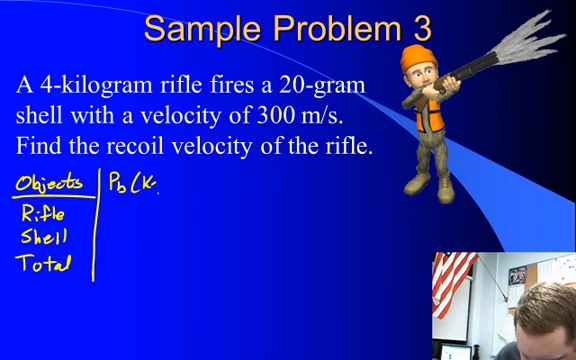 Sample Problem 3
A 4-kilogram rifle fires a 20-gram
shell with a velocity of 300 m/s.
Find the recoil velocity of the rifle.
Objects Pb (K
Rifle
Shell
Total